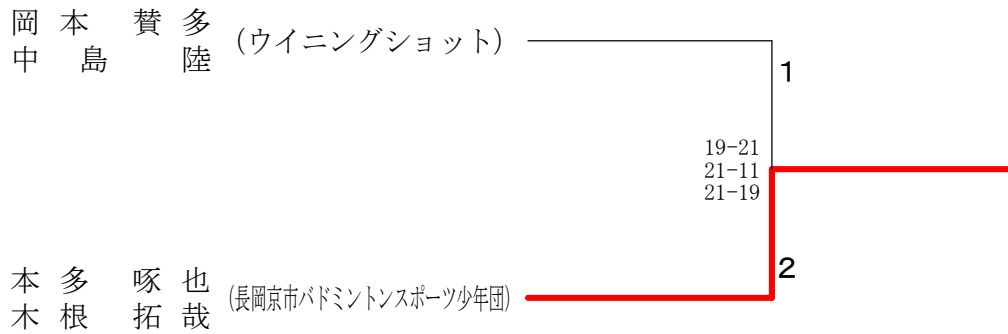 岡本 賛多
中島 陸
(ウイニングショット)
1
19-21
21-11
21-19
2
本多 啄也
木根 拓哉
(長岡京市バドミントンスポーツ少年団)